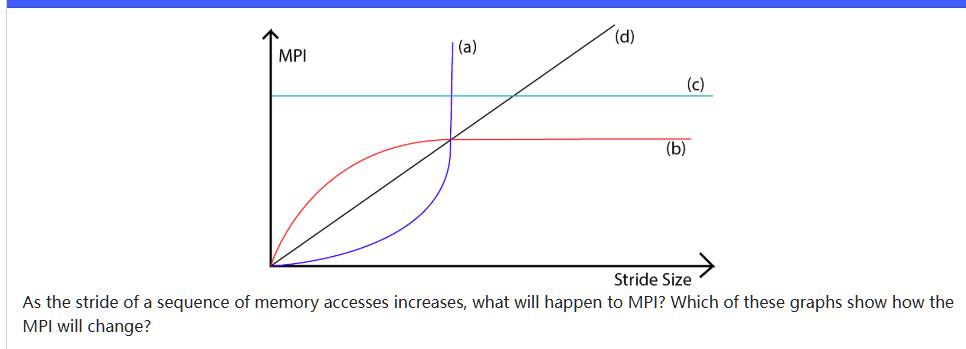 (d)
(a)
MPI
(c)
(b)
Stride Size
As the stride of a sequence of memory accesses increases, what will happen to MPI? Which of these graphs show how the
MPI will change?